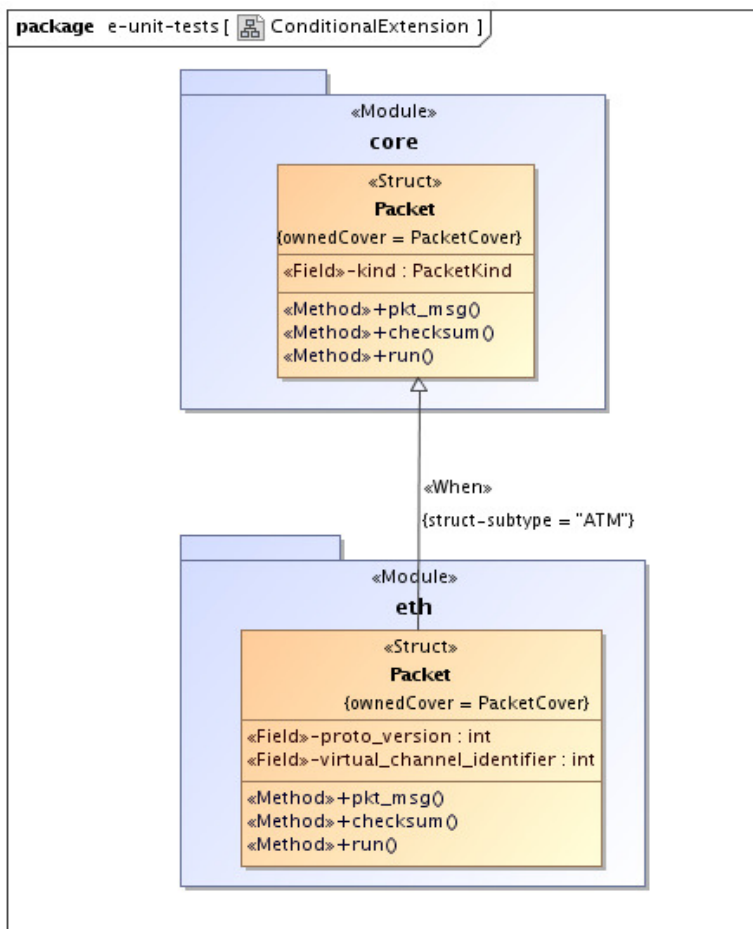 package e-unit-tests [ ConditionalExtension ]
«Module»
core
«Struct»
Packet
{ownedCover = PacketCover}
«Field»-kind : PacketKind
«Method»+pkt_msg()
«Method»+checksum()
«Method»+run()
«When»
{struct-subtype = "ATM"}
«Module»
eth
«Struct»
Packet
{ownedCover = PacketCover}
«Field»-proto_version : int
«Field»-virtual_channel_identifier : int
«Method»+pkt_msg()
«Method»+checksum()
«Method»+run()